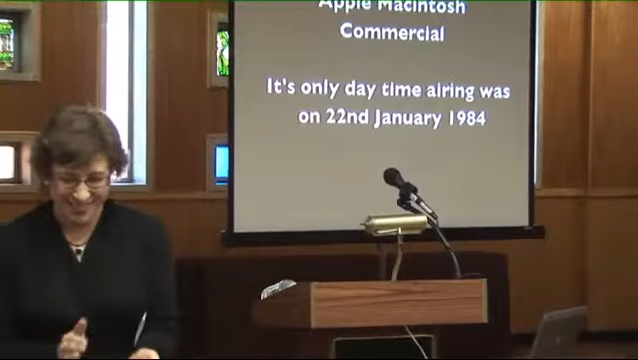 Apple Macintosh
Commercial
It's only day time airing was
on 22nd January 1984